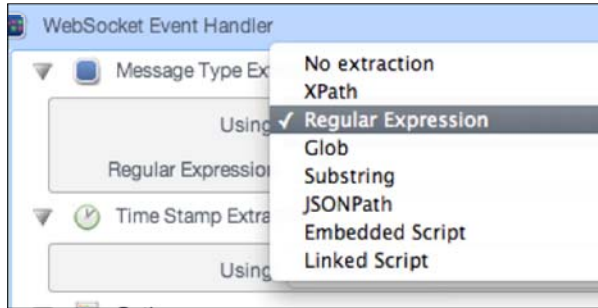 WebSocket Event Handler
Message Type Ex
No extraction
XPath
Using ✓ Regular Expression
Glob
Regular Expression
Substring
JSONPath
Time Stamp Extra
Embedded Script
Linked Script
Using